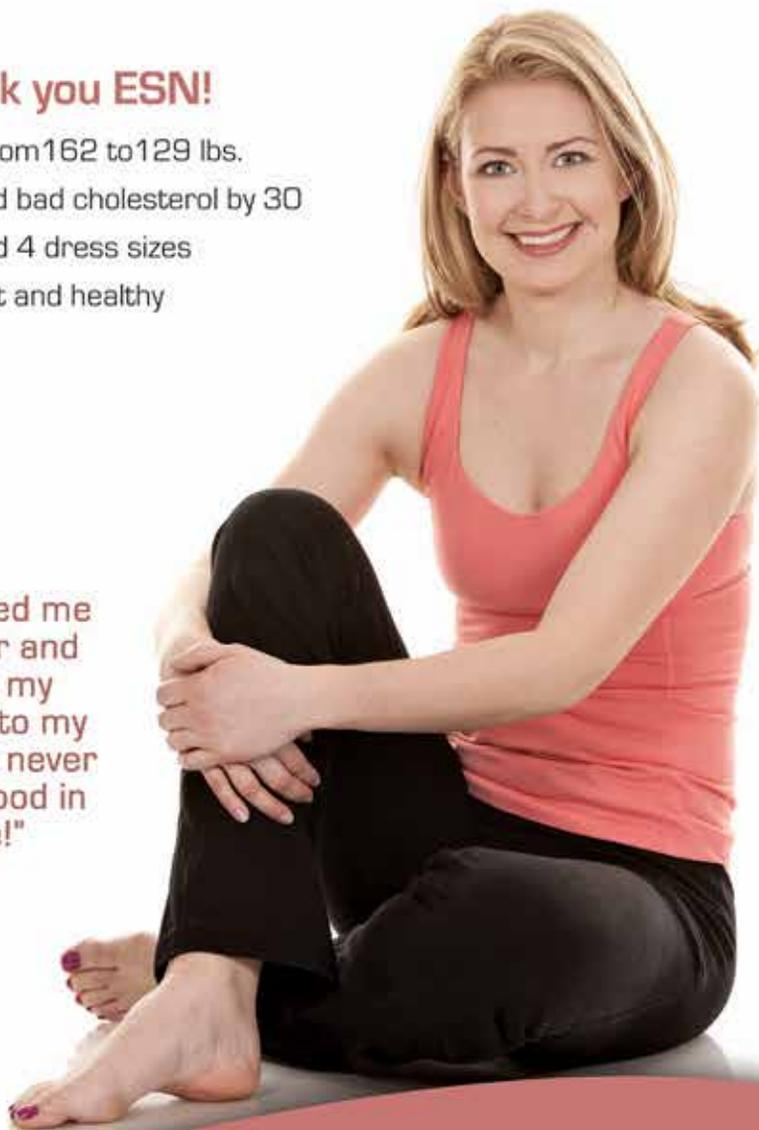 k you ESN!
om162 to129 lbs.
d bad cholesterol by 30
d 4 dress sizes
t and healthy
ed me
r and
my
to my
never
ood in
e!"